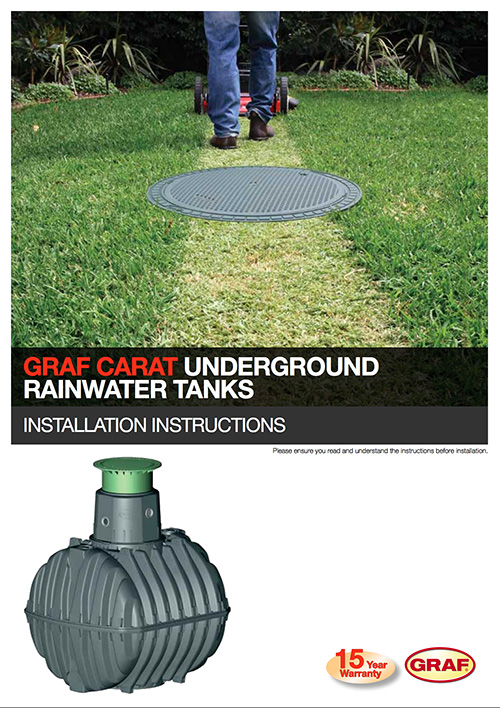 GRAF CARAT UNDERGROUND
RAINWATER TANKS
INSTALLATION INSTRUCTIONS
Please ensure you read and understand the instructions before installation.
15 Year
Warranty
GRAF®